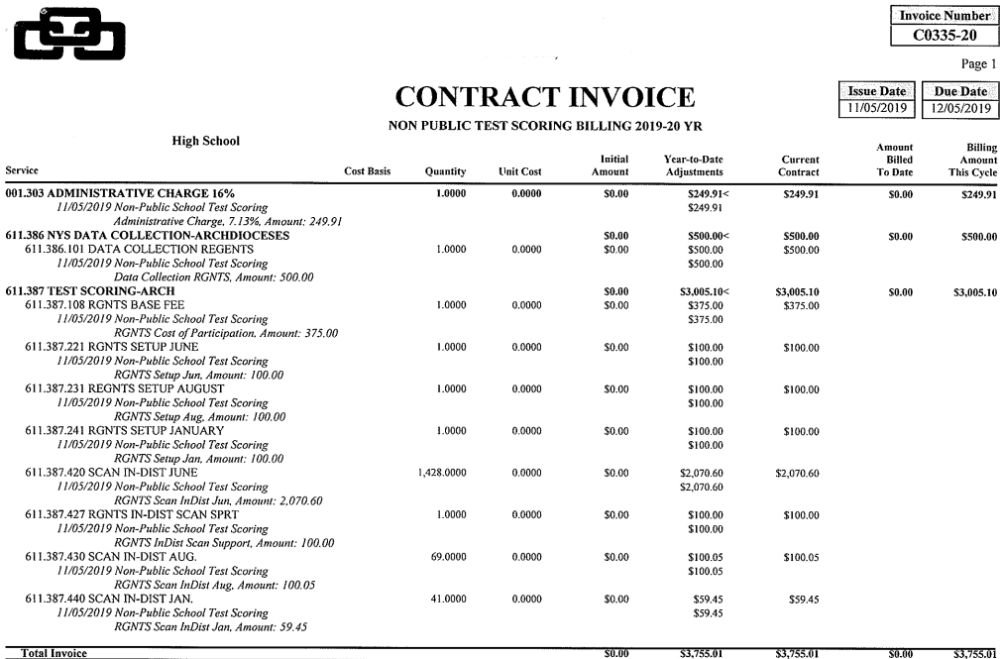 Invoice Number
C0335-20
Page 1
CONTRACT INVOICE
Issue Date Due Date
11/05/2019 12/05/2019
NON PUBLIC TEST SCORING BILLING 2019-20 YR
High School
Service Cost Basis Quantity Unit Cost Initial Amount Year-to-Date Adjustments Current Contract Amount Billed To Date Billing Amount This Cycle
001.303 ADMINISTRATIVE CHARGE 16% 1.0000 0.0000 $0.00 $249.91< $249.91 $0.00 $249.91
11/05/2019 Non-Public School Test Scoring $249.91
Administrative Charge, 7.13%, Amount: 249.91
611.386 NYS DATA COLLECTION-ARCHDIOCESES $0.00 $500.00< $500.00 $0.00 $500.00
611.386.101 DATA COLLECTION REGENTS 1.0000 0.0000 $0.00 $500.00 $500.00
11/05/2019 Non-Public School Test Scoring $500.00
Data Collection RGNTS, Amount: 500.00
611.387 TEST SCORING-ARCH $0.00 $3,005.10< $3,005.10 $0.00 $3,005.10
611.387.108 RGNTS BASE FEE 1.0000 0.0000 $0.00 $375.00 $375.00
11/05/2019 Non-Public School Test Scoring $375.00
RGNTS Cost of Participation, Amount: 375.00
611.387.221 RGNTS SETUP JUNE 1.0000 0.0000 $0.00 $100.00 $100.00
11/05/2019 Non-Public School Test Scoring $100.00
RGNTS Setup Jun, Amount: 100.00
611.387.231 REGNTS SETUP AUGUST 1.0000 0.0000 $0.00 $100.00 $100.00
11/05/2019 Non-Public School Test Scoring $100.00
RGNTS Setup Aug, Amount: 100.00
611.387.241 RGNTS SETUP JANUARY 1.0000 0.0000 $0.00 $100.00 $100.00
11/05/2019 Non-Public School Test Scoring $100.00
RGNTS Setup Jan, Amount: 100.00
611.387.420 SCAN IN-DIST JUNE 1,428.0000 0.0000 $0.00 $2,070.60 $2,070.60
11/05/2019 Non-Public School Test Scoring $2,070.60
RGNTS Scan InDist Jun, Amount: 2,070.60
611.387.427 RGNTS IN-DIST SCAN SPRT 1.0000 0.0000 $0.00 $100.00 $100.00
11/05/2019 Non-Public School Test Scoring $100.00
RGNTS InDist Scan Support, Amount: 100.00
611.387.430 SCAN IN-DIST AUG. 69.0000 0.0000 $0.00 $100.05 $100.05
11/05/2019 Non-Public School Test Scoring $100.05
RGNTS Scan InDist Aug, Amount: 100.05
611.387.440 SCAN IN-DIST JAN. 41.0000 0.0000 $0.00 $59.45 $59.45
11/05/2019 Non-Public School Test Scoring $59.45
RGNTS Scan InDist Jan, Amount: 59.45
Total Invoice $0.00 $3,755.01 $3,755.01 $0.00 $3,755.01